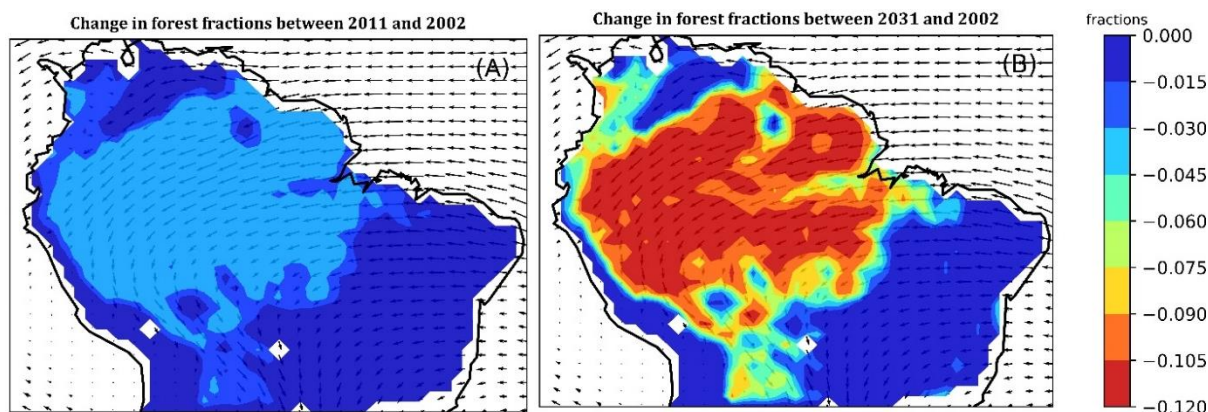 Change in forest fractions between 2011 and 2002
(A)
Change in forest fractions between 2031 and 2002
(B)
fractions
0.000
−0.015
−0.030
−0.045
−0.060
−0.075
−0.090
−0.105
−0.120